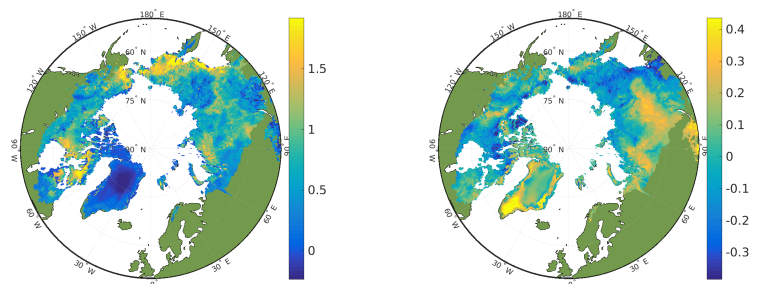 180° E
150° W
150° E
120° W
120° E
90° W
90° E
60° W
60° E
30° W
30° E
60° N
75° N
90° N
1.5
1
0.5
0
180° E
150° W
150° E
120° W
120° E
90° W
90° E
60° W
60° E
30° W
30° E
60° N
75° N
90° N
0.4
0.3
0.2
0.1
0
-0.1
-0.2
-0.3